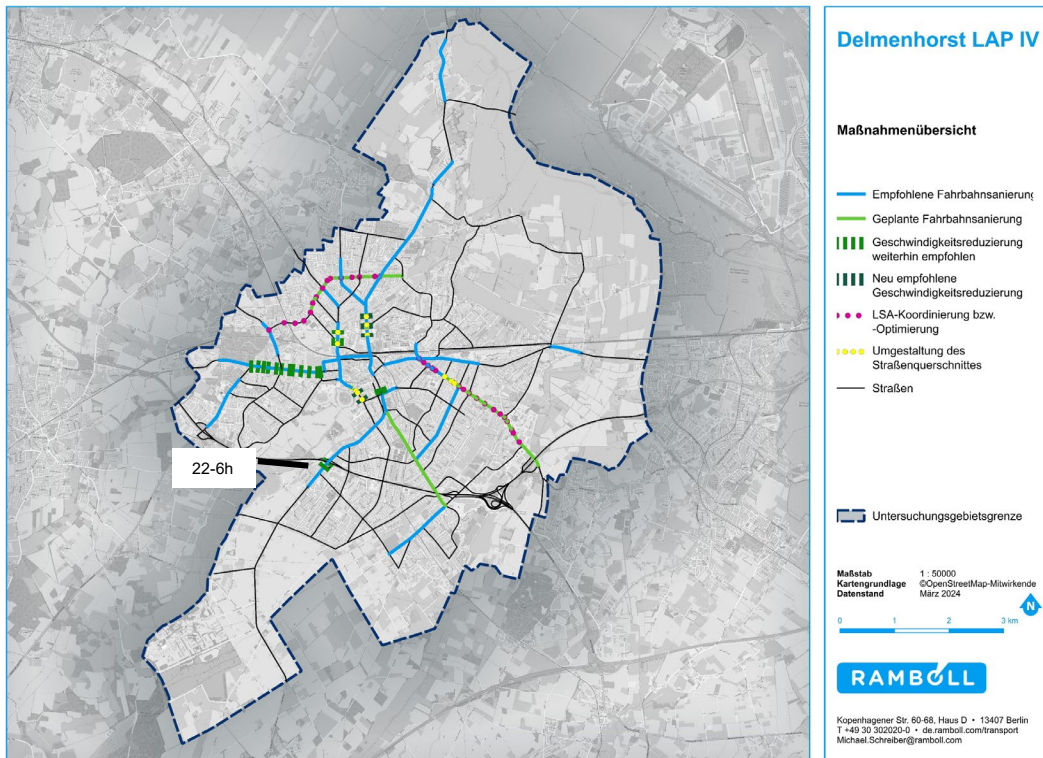 Delmenhorst LAP IV
Maßnahmenübersicht
Empfohlene Fahrbahnsanierung
Geplante Fahrbahnsanierung
Geschwindigkeitsreduzierung
weiterhin empfohlen
Neu empfohlene
Geschwindigkeitsreduzierung
LSA-Koordinierung bzw.
-Optimierung
Umgestaltung des
Straßenquerschnittes
Straßen
22-6h
Untersuchungsgebietsgrenze
Maßstab 1 : 50000
Kartengrundlage ©OpenStreetMap-Mitwirkende
Datenstand März 2024
N
0 1 2 3 km
RAMBOLL
Kopenhagener Str. 60-68, Haus D • 13407 Berlin
T +49 30 302020-0 • de.ramboll.com/transport
Michael.Schreiber@ramboll.com